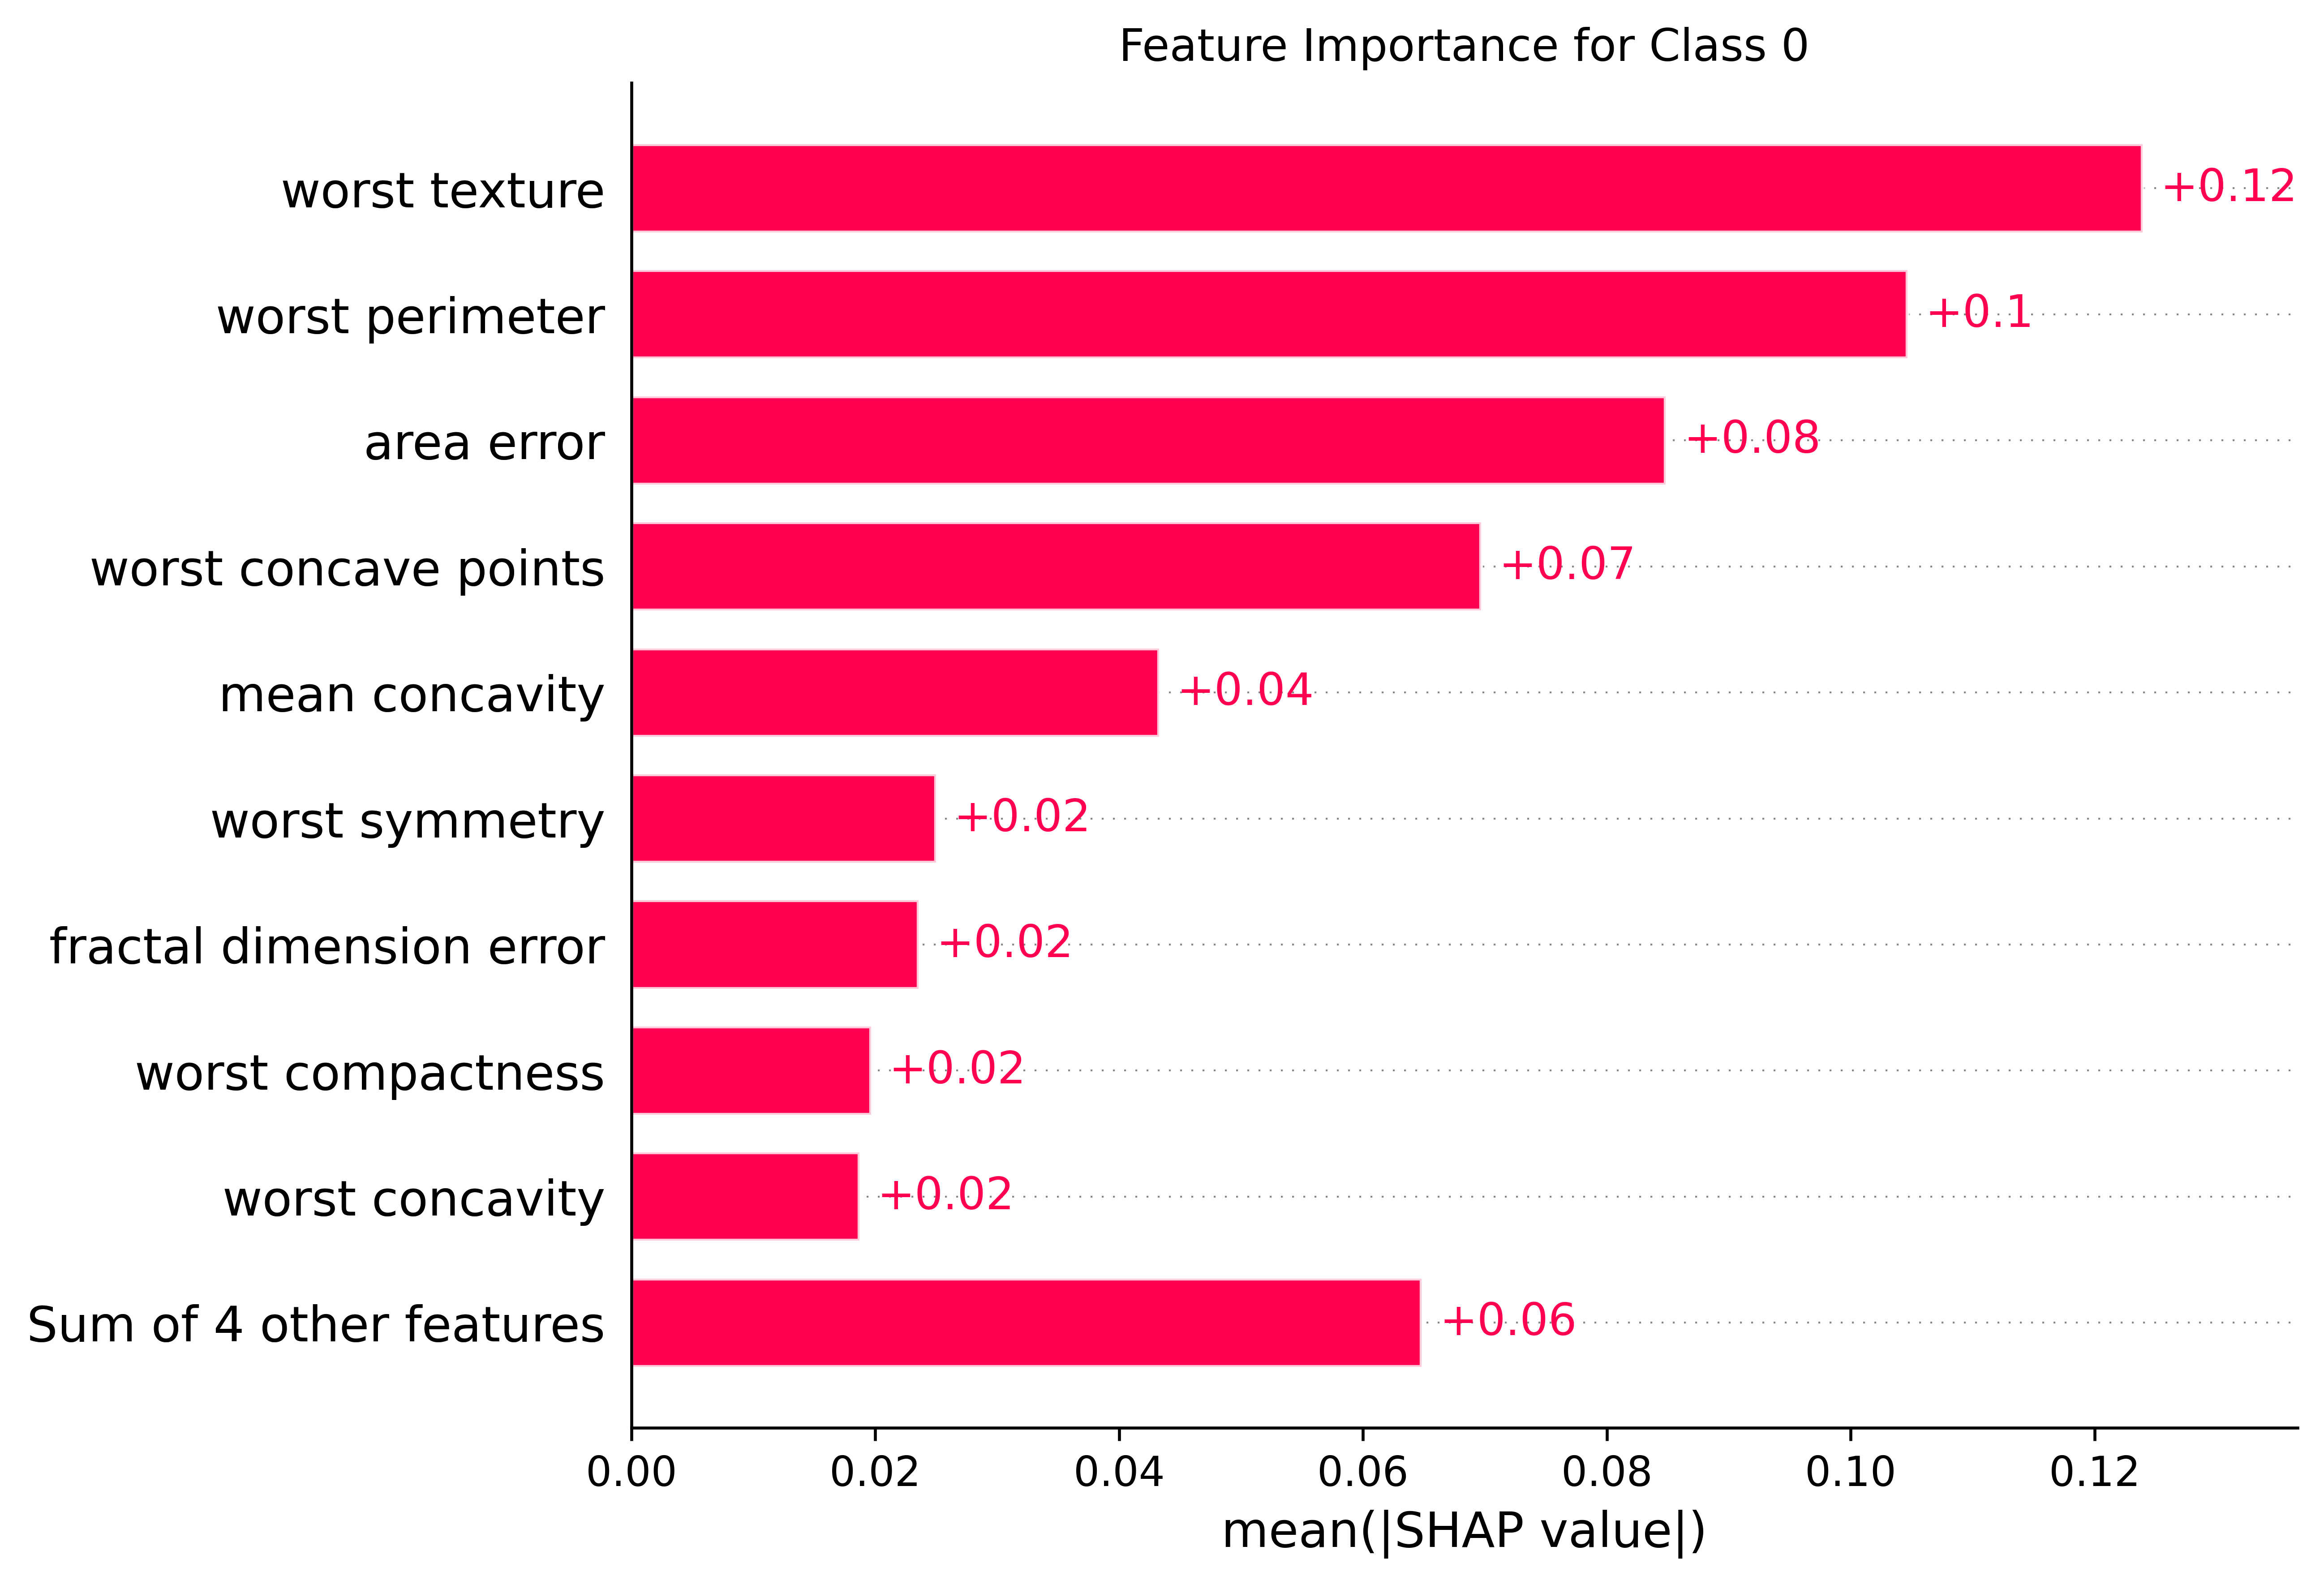 Feature Importance for Class 0
worst texture +0.12
worst perimeter +0.1
area error +0.08
worst concave points +0.07
mean concavity +0.04
worst symmetry +0.02
fractal dimension error +0.02
worst compactness +0.02
worst concavity +0.02
Sum of 4 other features +0.06
0.00 0.02 0.04 0.06 0.08 0.10 0.12
mean(|SHAP value|)